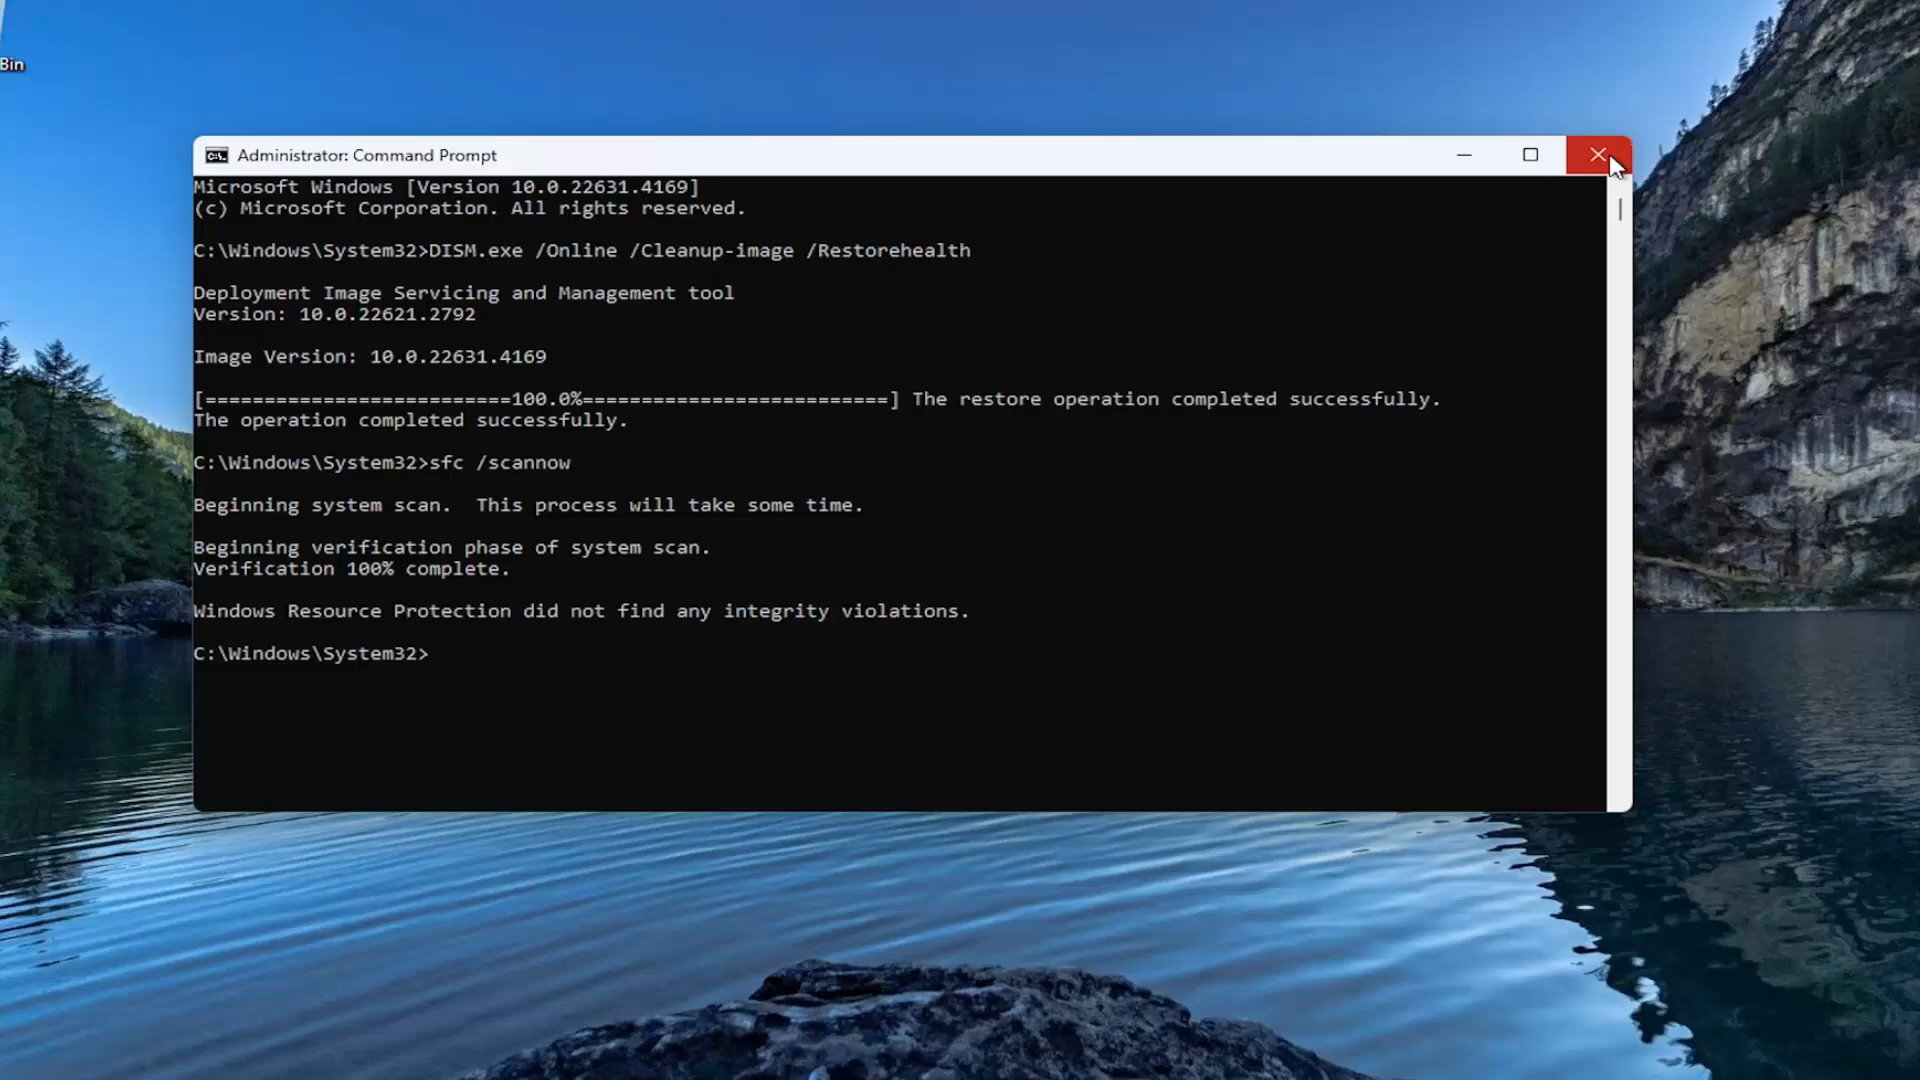 Bin
Administrator: Command Prompt
Microsoft Windows [Version 10.0.22631.4169]
(c) Microsoft Corporation. All rights reserved.
C:\Windows\System32>DISM.exe /Online /Cleanup-image /Restorehealth
Deployment Image Servicing and Management tool
Version: 10.0.22621.2792
Image Version: 10.0.22631.4169
[==========================100.0%==========================] The restore operation completed successfully.
The operation completed successfully.
C:\Windows\System32>sfc /scannow
Beginning system scan.  This process will take some time.
Beginning verification phase of system scan.
Verification 100% complete.
Windows Resource Protection did not find any integrity violations.
C:\Windows\System32>